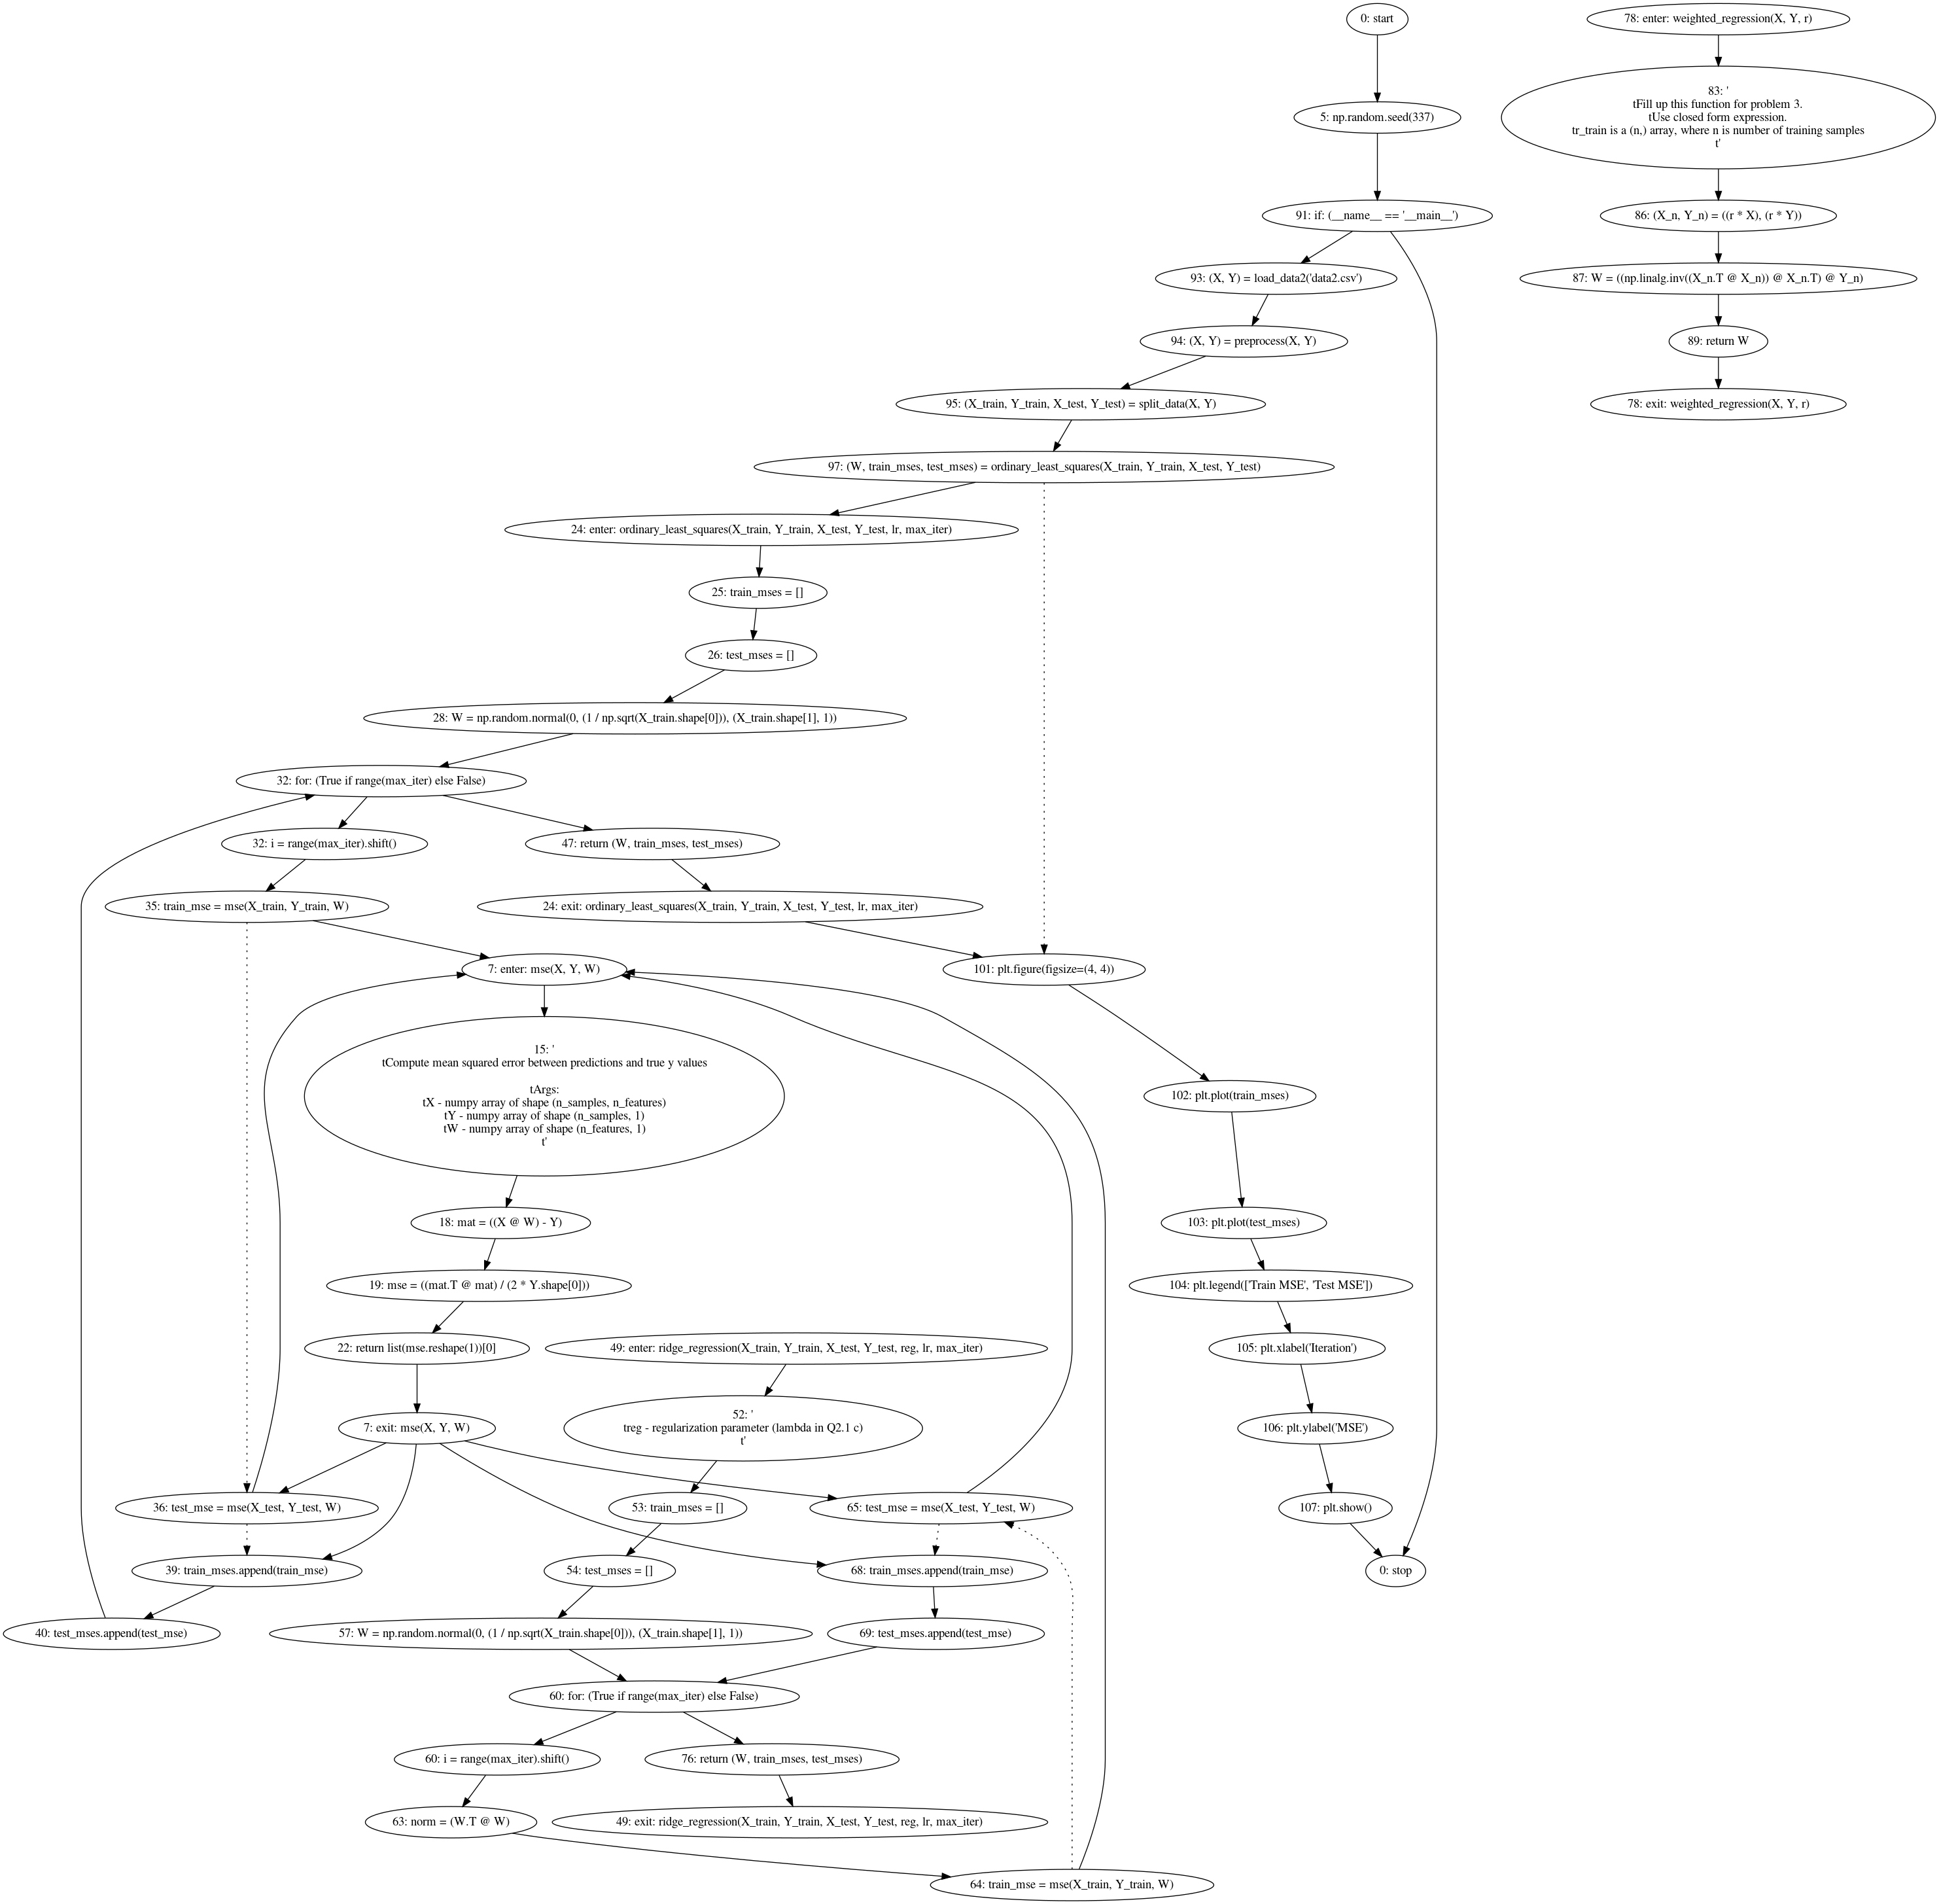 0: start
78: enter: weighted_regression(X, Y, r)
5: np.random.seed(337)
83: '
tFill up this function for problem 3.
tUse closed form expression.
tr_train is a (n,) array, where n is number of training samples
t'
91: if: (__name__ == '__main__')
86: (X_n, Y_n) = ((r * X), (r * Y))
93: (X, Y) = load_data2('data2.csv')
87: W = ((np.linalg.inv((X_n.T @ X_n)) @ X_n.T) @ Y_n)
94: (X, Y) = preprocess(X, Y)
89: return W
95: (X_train, Y_train, X_test, Y_test) = split_data(X, Y)
78: exit: weighted_regression(X, Y, r)
97: (W, train_mses, test_mses) = ordinary_least_squares(X_train, Y_train, X_test, Y_test)
24: enter: ordinary_least_squares(X_train, Y_train, X_test, Y_test, lr, max_iter)
25: train_mses = []
26: test_mses = []
28: W = np.random.normal(0, (1 / np.sqrt(X_train.shape[0])), (X_train.shape[1], 1))
32: for: (True if range(max_iter) else False)
32: i = range(max_iter).shift()
47: return (W, train_mses, test_mses)
35: train_mse = mse(X_train, Y_train, W)
24: exit: ordinary_least_squares(X_train, Y_train, X_test, Y_test, lr, max_iter)
7: enter: mse(X, Y, W)
101: plt.figure(figsize=(4, 4))
15: '
tCompute mean squared error between predictions and true y values
tArgs:
tX - numpy array of shape (n_samples, n_features)
tY - numpy array of shape (n_samples, 1)
tW - numpy array of shape (n_features, 1)
t'
102: plt.plot(train_mses)
18: mat = ((X @ W) - Y)
103: plt.plot(test_mses)
19: mse = ((mat.T @ mat) / (2 * Y.shape[0]))
104: plt.legend(['Train MSE', 'Test MSE'])
22: return list(mse.reshape(1))[0]
49: enter: ridge_regression(X_train, Y_train, X_test, Y_test, reg, lr, max_iter)
105: plt.xlabel('Iteration')
7: exit: mse(X, Y, W)
52: '
treg - regularization parameter (lambda in Q2.1 c)
t'
106: plt.ylabel('MSE')
36: test_mse = mse(X_test, Y_test, W)
53: train_mses = []
65: test_mse = mse(X_test, Y_test, W)
107: plt.show()
39: train_mses.append(train_mse)
54: test_mses = []
68: train_mses.append(train_mse)
0: stop
40: test_mses.append(test_mse)
57: W = np.random.normal(0, (1 / np.sqrt(X_train.shape[0])), (X_train.shape[1], 1))
69: test_mses.append(test_mse)
60: for: (True if range(max_iter) else False)
60: i = range(max_iter).shift()
76: return (W, train_mses, test_mses)
63: norm = (W.T @ W)
49: exit: ridge_regression(X_train, Y_train, X_test, Y_test, reg, lr, max_iter)
64: train_mse = mse(X_train, Y_train, W)